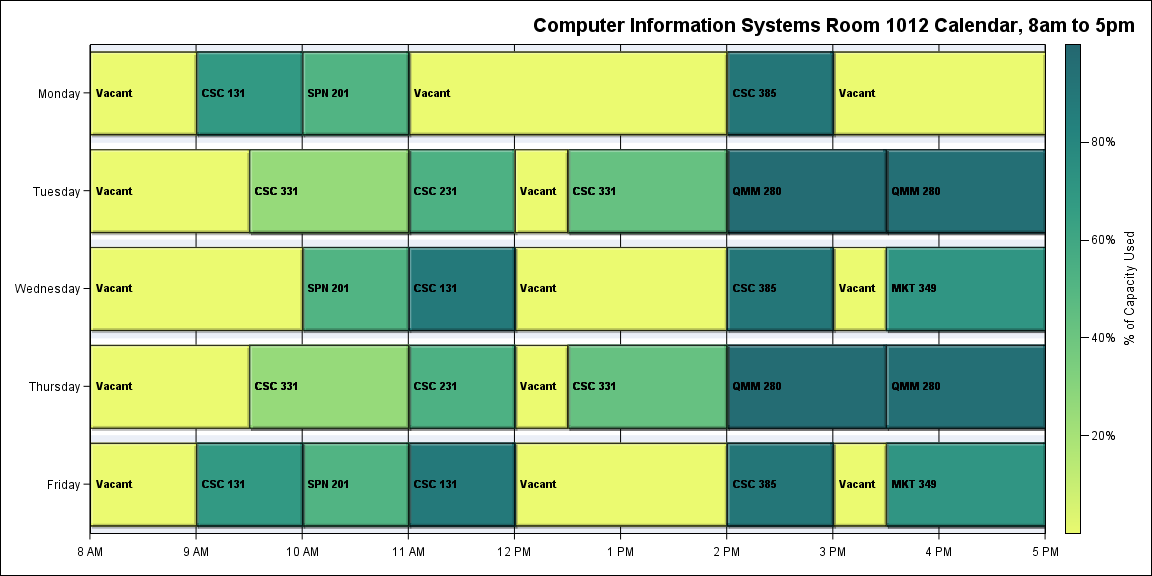 Computer Information Systems Room 1012 Calendar, 8am to 5pm
Monday Vacant CSC 131 SPN 201 Vacant CSC 385 Vacant
80%
Tuesday Vacant CSC 331 CSC 231 Vacant CSC 331 QMM 280 QMM 280
60%
% of Capacity Used
Wednesday Vacant SPN 201 CSC 131 Vacant CSC 385 Vacant MKT 349
40%
Thursday Vacant CSC 331 CSC 231 Vacant CSC 331 QMM 280 QMM 280
20%
Friday Vacant CSC 131 SPN 201 CSC 131 Vacant CSC 385 Vacant MKT 349
8 AM 9 AM 10 AM 11 AM 12 PM 1 PM 2 PM 3 PM 4 PM 5 PM